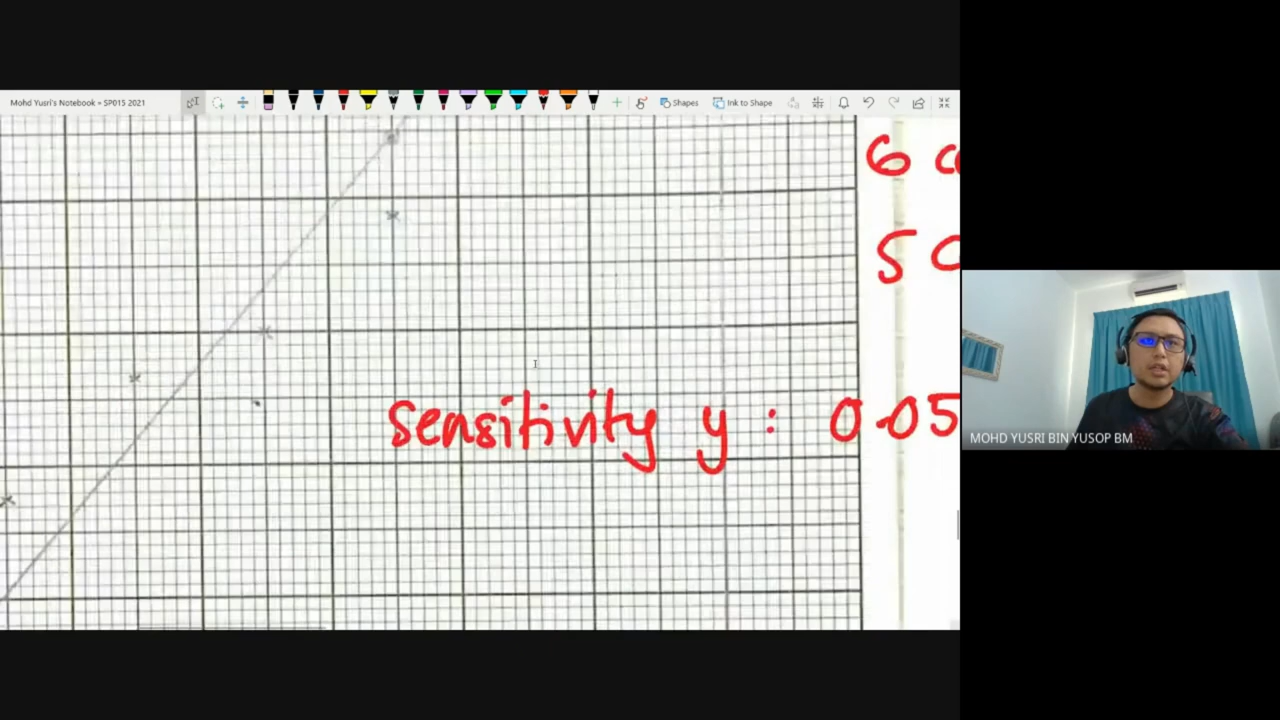 Mohd Yusri's Notebook » SP015 2021
Shapes
Ink to Shape
6
5
sensitivity y : 0.05
MOHD YUSRI BIN YUSOP BM